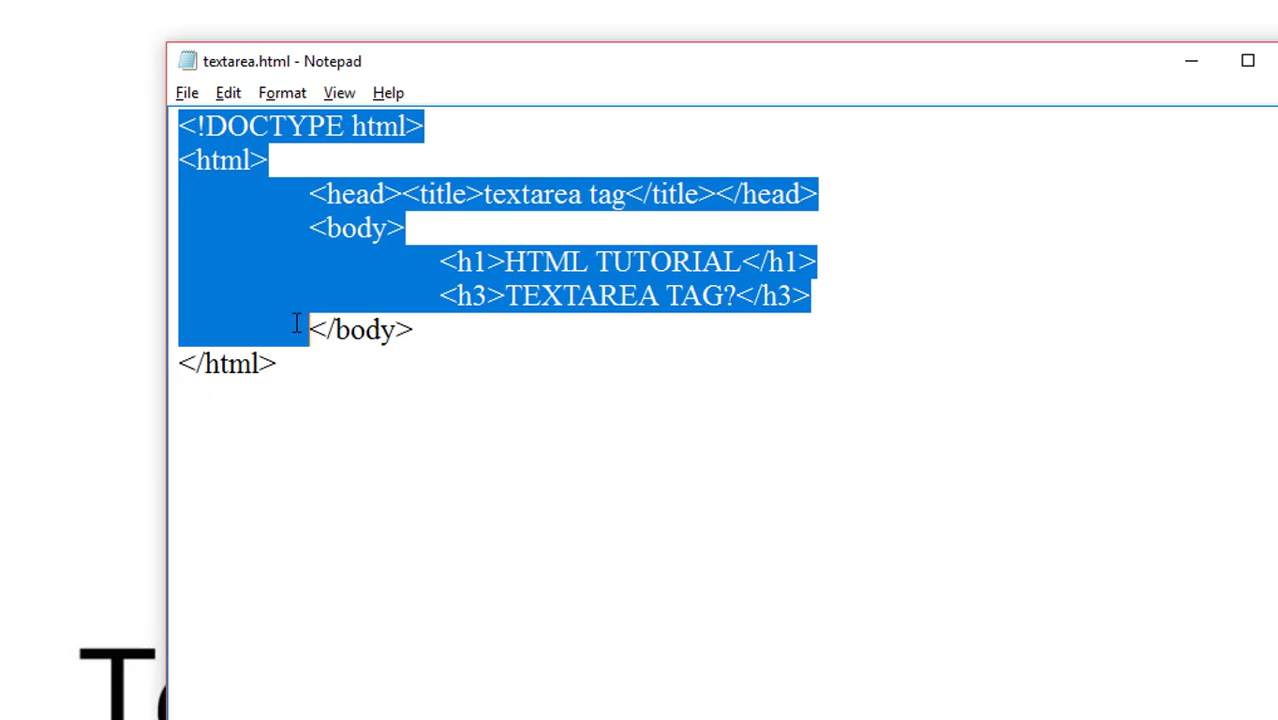 textarea.html - Notepad
File Edit Format View Help
<!DOCTYPE html>
<html>
<head><title>textarea tag</title></head>
<body>
<h1>HTML TUTORIAL</h1>
<h3>TEXTAREA TAG?</h3>
</body>
</html>